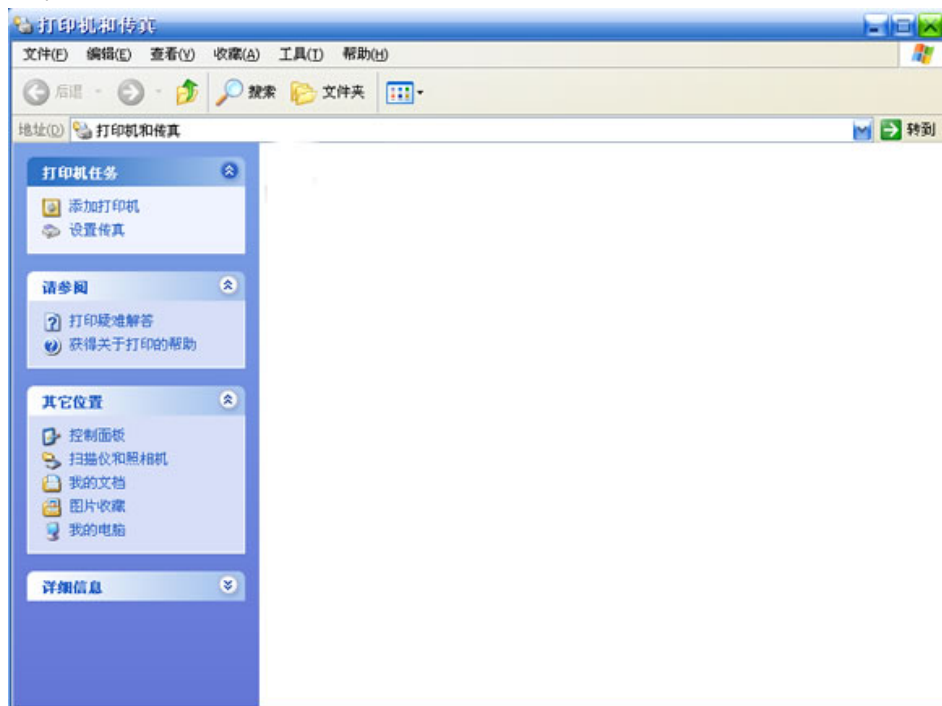 打印机和传真
文件(F) 编辑(E) 查看(V) 收藏(A) 工具(T) 帮助(H)
后退 搜索 文件夹
地址(D) 打印机和传真 转到
打印机任务
添加打印机
设置传真
请参阅
打印疑难解答
获得关于打印的帮助
其它位置
控制面板
扫描仪和照相机
我的文档
图片收藏
我的电脑
详细信息